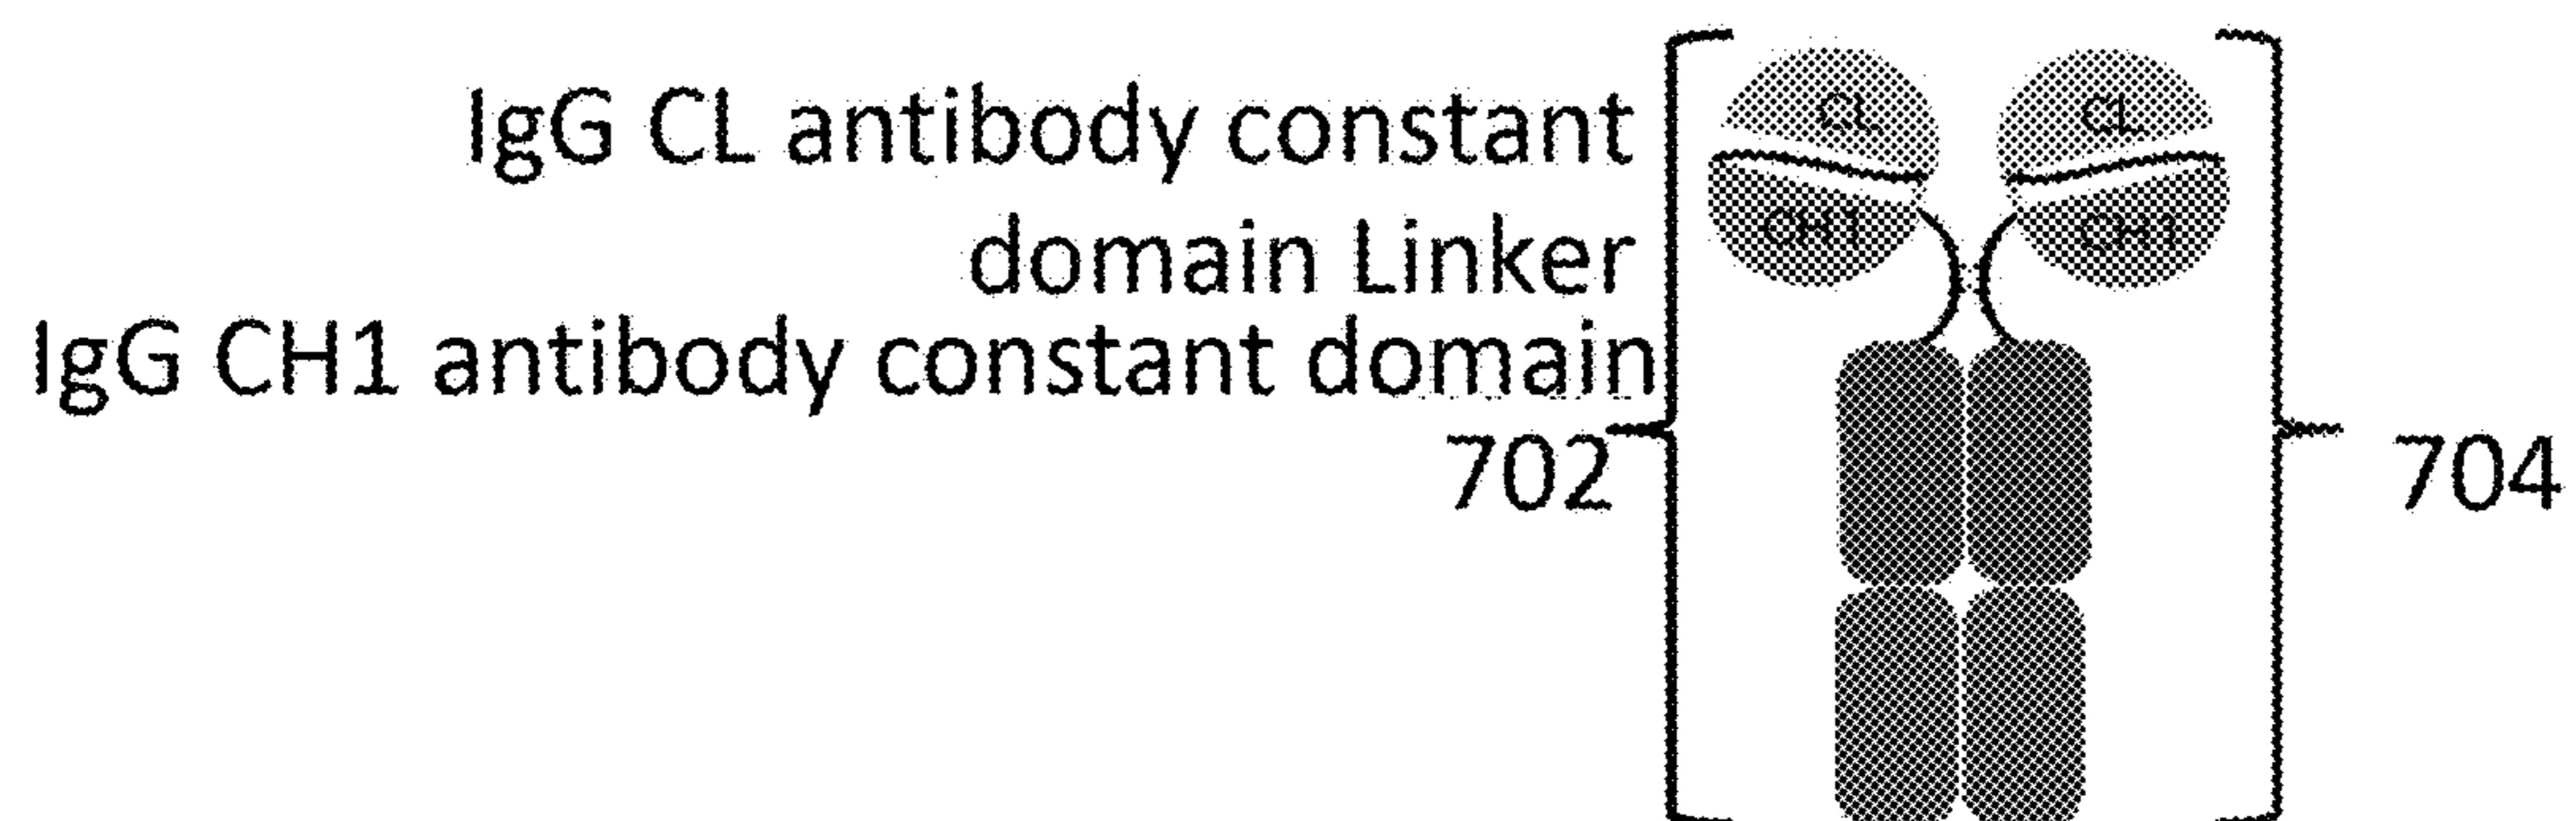 IgG CL antibody constant
CL CL
domain Linker
CH1 CH1
IgG CH1 antibody constant domain
702
704